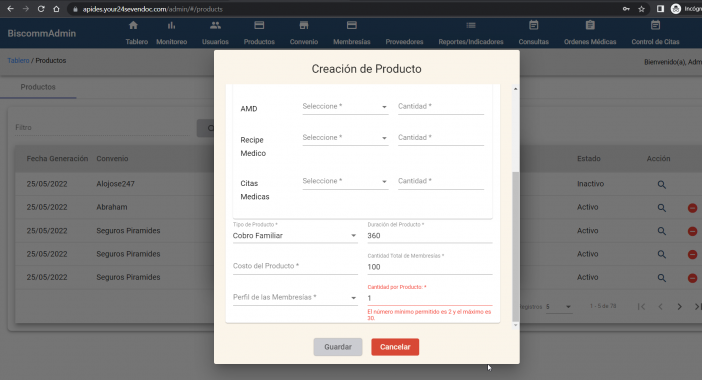 apides.your24sevendoc.com/admin/#/products
Incógn
BiscommAdmin
Tablero
Monitoreo
Usuarios
Productos
Convenio
Membresías
Proveedores
Reportes/Indicadores
Consultas
Ordenes Médicas
Control de Citas
Tablero / Productos
Bienvenido(a), Adm
Productos
Filtro
Fecha Generación
Convenio
Estado
Acción
25/05/2022
Alojose247
Inactivo
25/05/2022
Abraham
Activo
25/05/2022
Seguros Piramides
Activo
25/05/2022
Seguros Piramides
Activo
25/05/2022
Seguros Piramides
Activo
Registros
5
1 - 5 de 78
Creación de Producto
AMD
Seleccione *
Cantidad *
Recipe
Medico
Seleccione *
Cantidad *
Citas
Medicas
Seleccione *
Cantidad *
Tipo de Producto *
Cobro Familiar
Duración del Producto *
360
Costo del Producto *
Cantidad Total de Membresías *
100
Perfil de las Membresías *
Cantidad por Producto: *
1
El número mínimo permitido es 2 y el máximo es
30.
Guardar
Cancelar